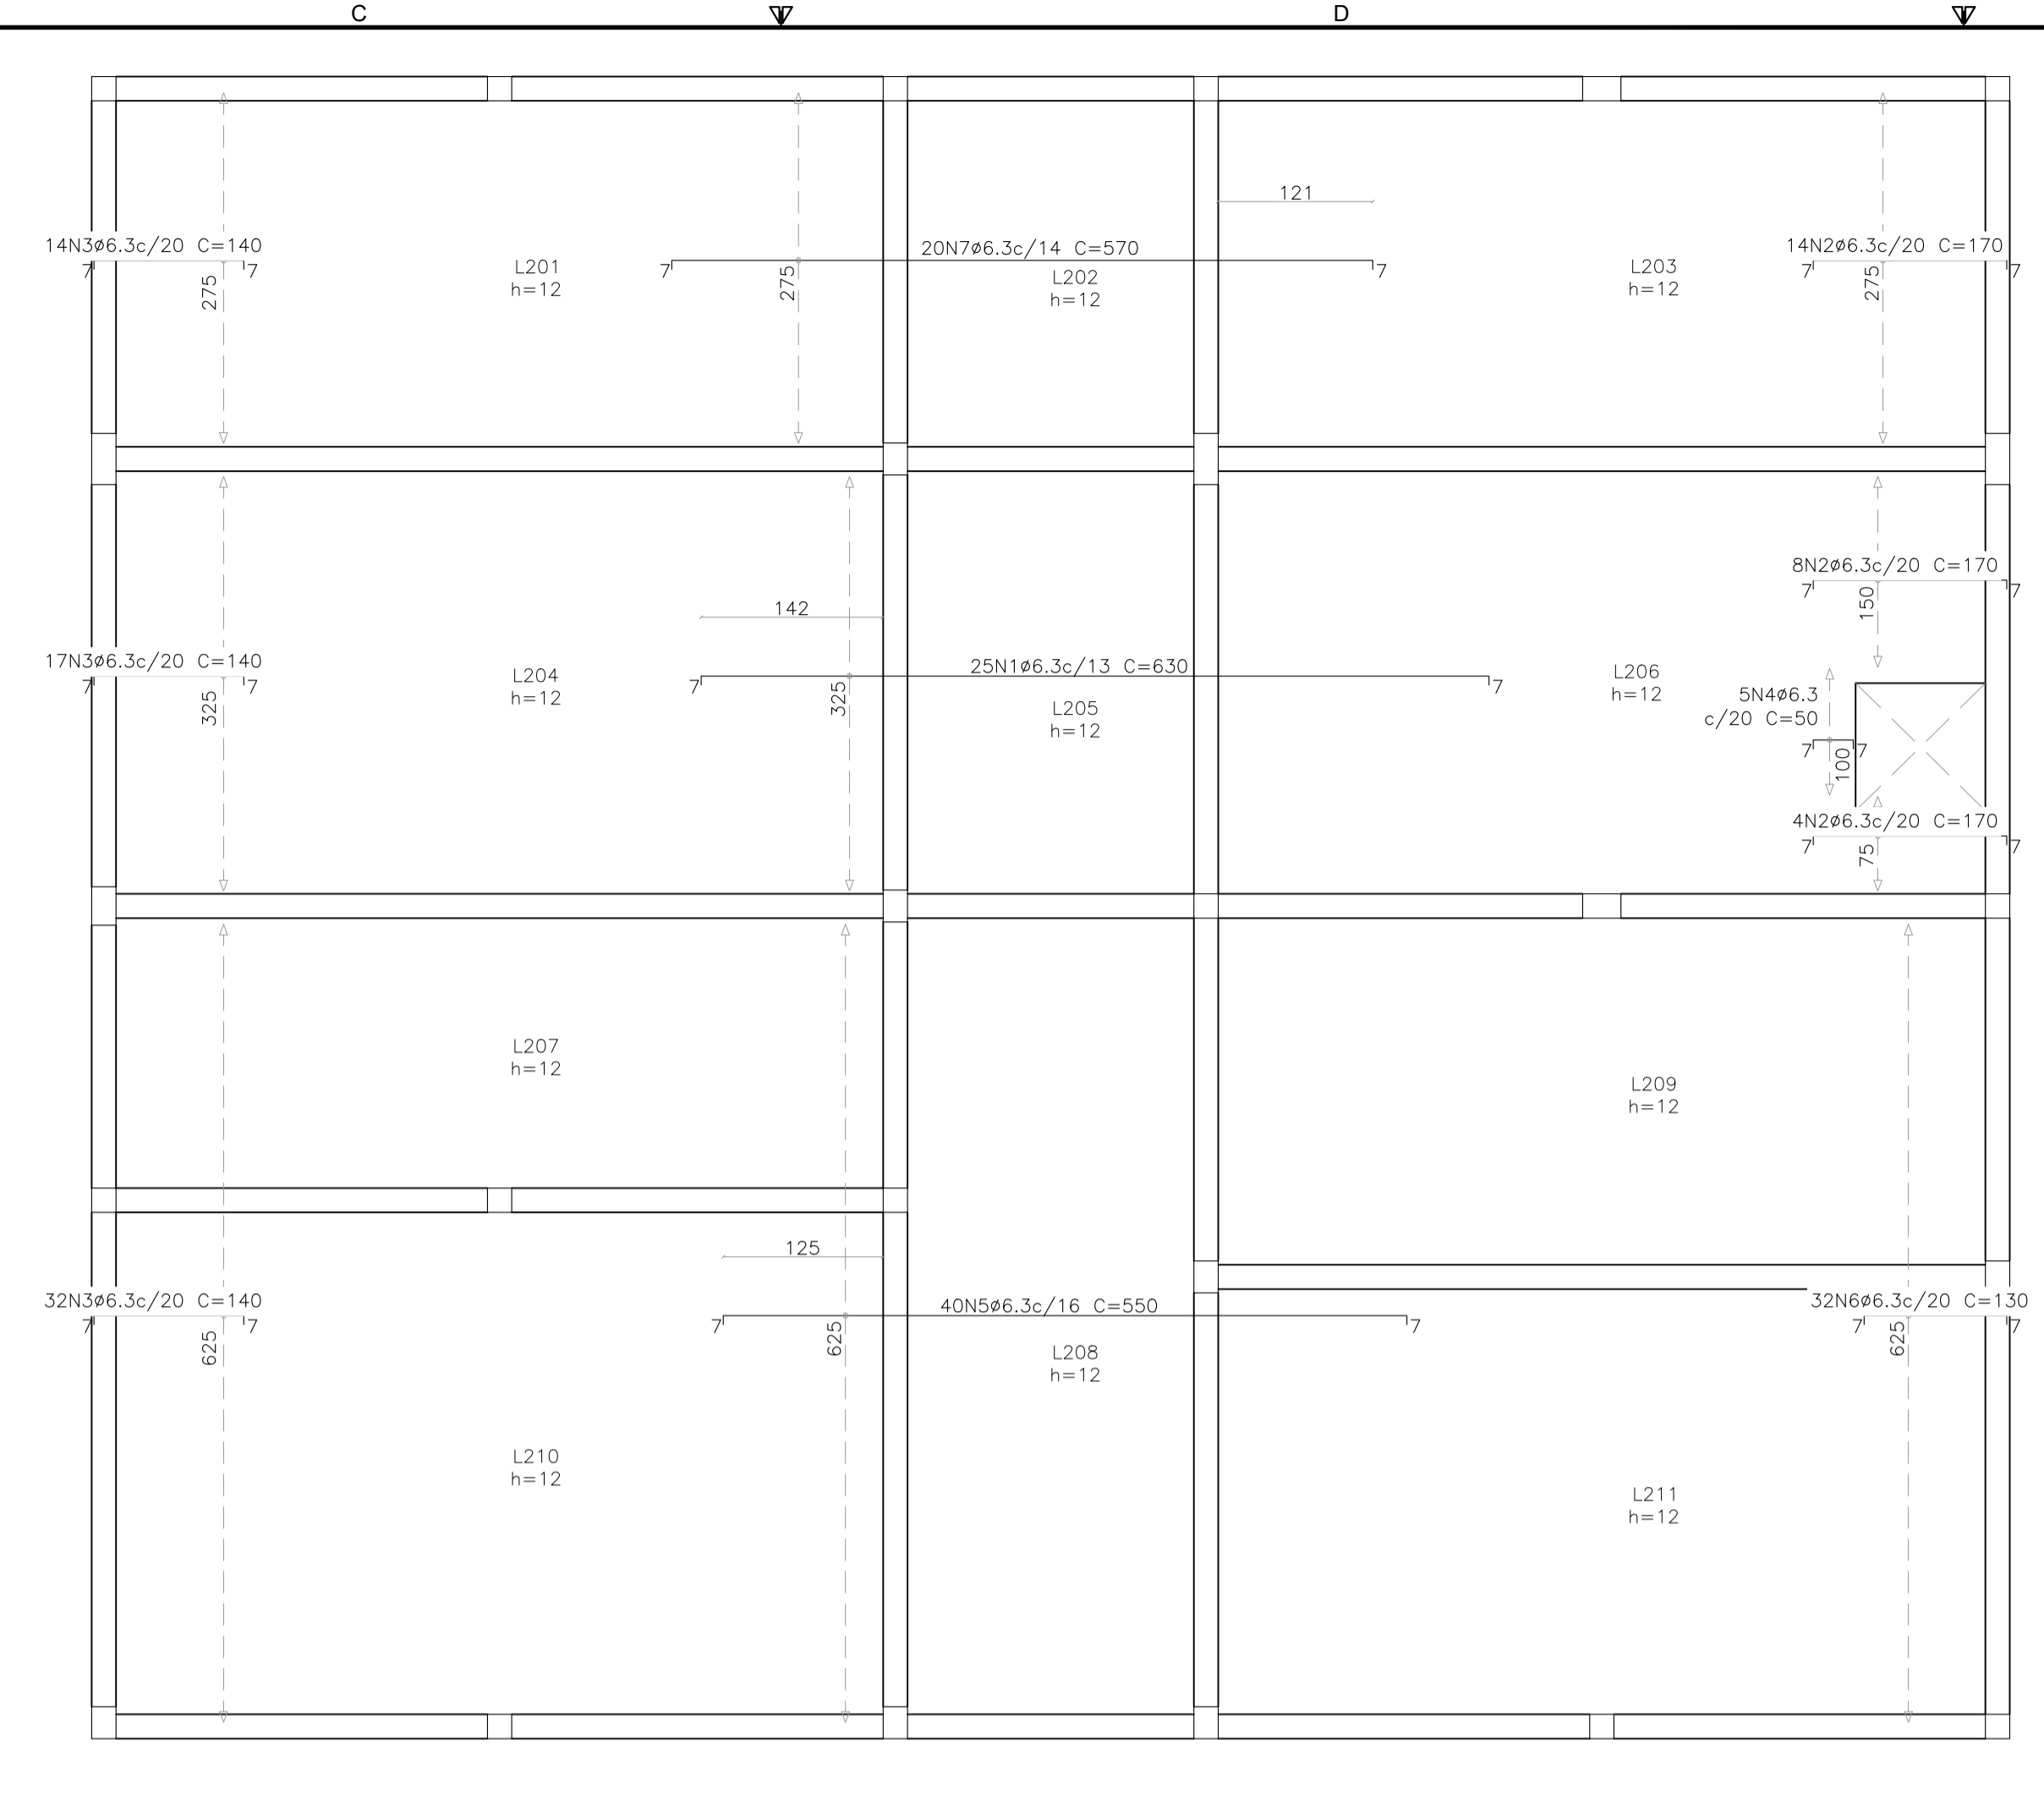 C
D
121
14N3ø6.3c/20 C=140
7
7
275
L201
h=12
20N7ø6.3c/14 C=570
7
7
275
L202
h=12
L203
h=12
14N2ø6.3c/20 C=170
7
7
275
8N2ø6.3c/20 C=170
7
7
150
142
17N3ø6.3c/20 C=140
7
7
325
L204
h=12
25N1ø6.3c/13 C=630
7
7
325
L205
h=12
L206
h=12
5N4ø6.3
c/20 C=50
7
7
100
4N2ø6.3c/20 C=170
7
7
75
L207
h=12
L209
h=12
125
32N3ø6.3c/20 C=140
7
7
625
40N5ø6.3c/16 C=550
7
7
625
L208
h=12
32N6ø6.3c/20 C=130
7
7
625
L210
h=12
L211
h=12